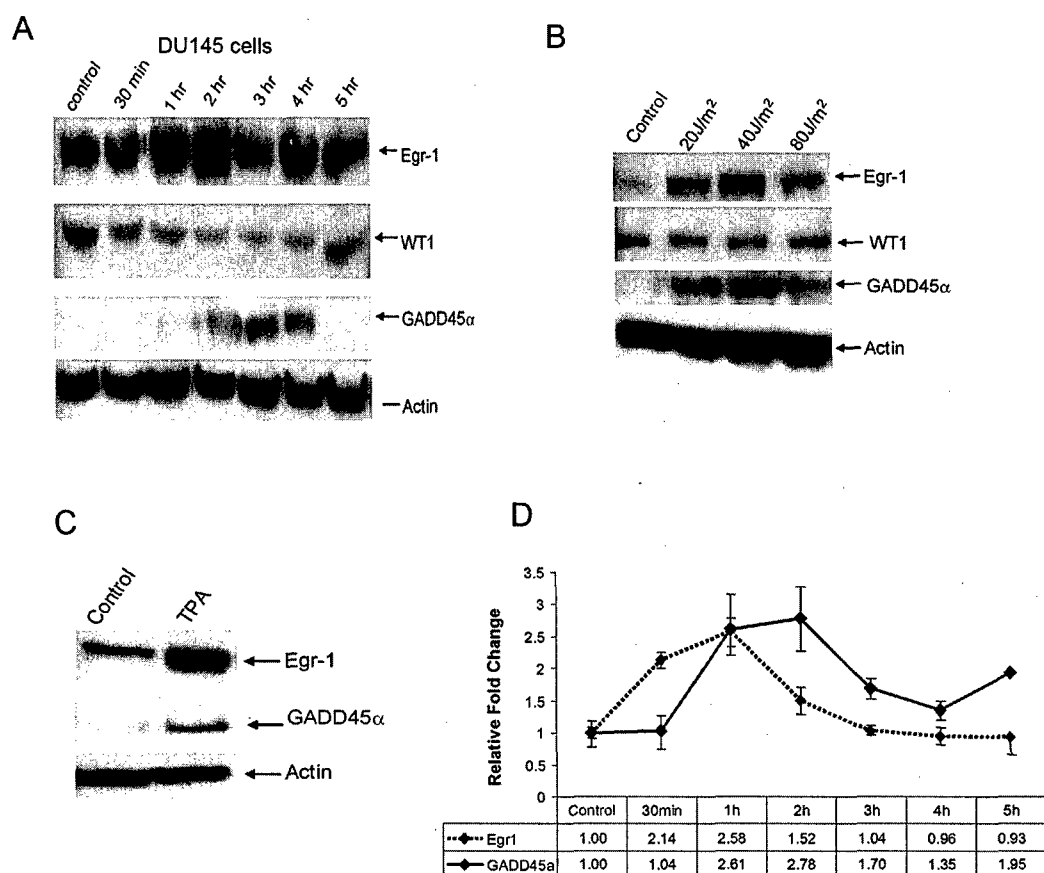 A
DU145 cells
control 30 min 1 hr 2 hr 3 hr 4 hr 5 hr
Egr-1
WT1
GADD45α
Actin
B
Control 20J/m² 40J/m² 80J/m²
Egr-1
WT1
GADD45α
Actin
C
Control TPA
Egr-1
GADD45α
Actin
D
Relative Fold Change
3.5
3
2.5
2
1.5
1
0.5
0
Control 30min 1h 2h 3h 4h 5h
Egr1 1.00 2.14 2.58 1.52 1.04 0.96 0.93
GADD45a 1.00 1.04 2.61 2.78 1.70 1.35 1.95